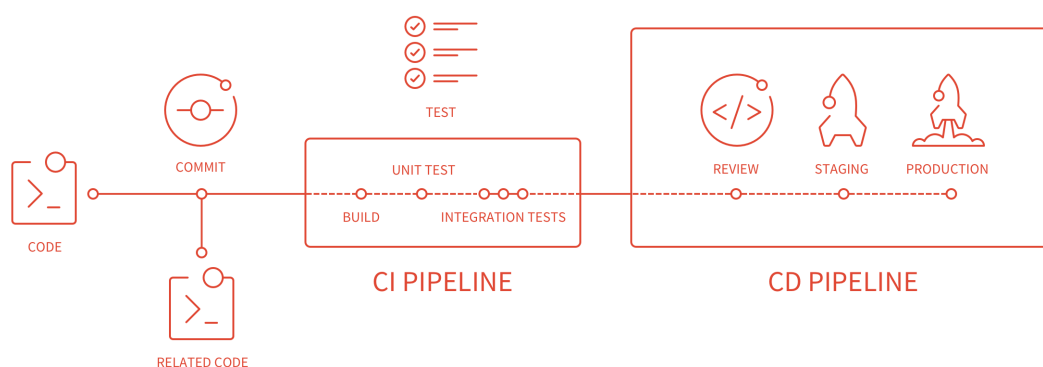 TEST
COMMIT
UNIT TEST
REVIEW
STAGING
PRODUCTION
BUILD
INTEGRATION TESTS
CODE
CI PIPELINE
CD PIPELINE
RELATED CODE